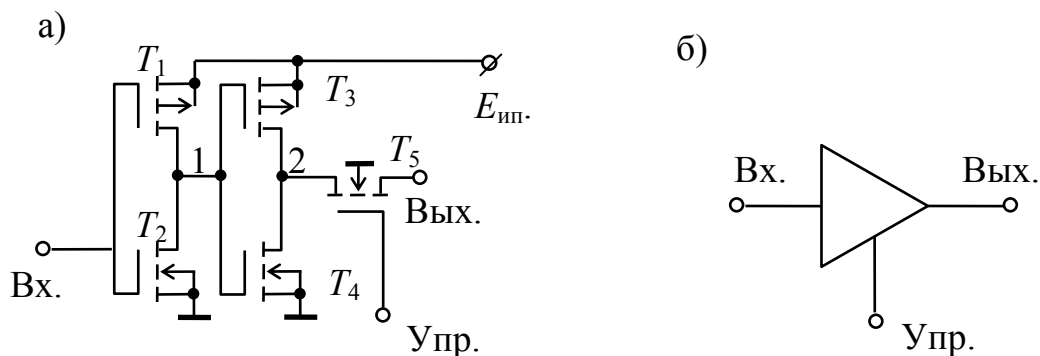 а)
T1
T3
Eип.
1
2
T5
Вых.
T2
Вх.
T4
Упр.
б)
Вх.
Вых.
Упр.